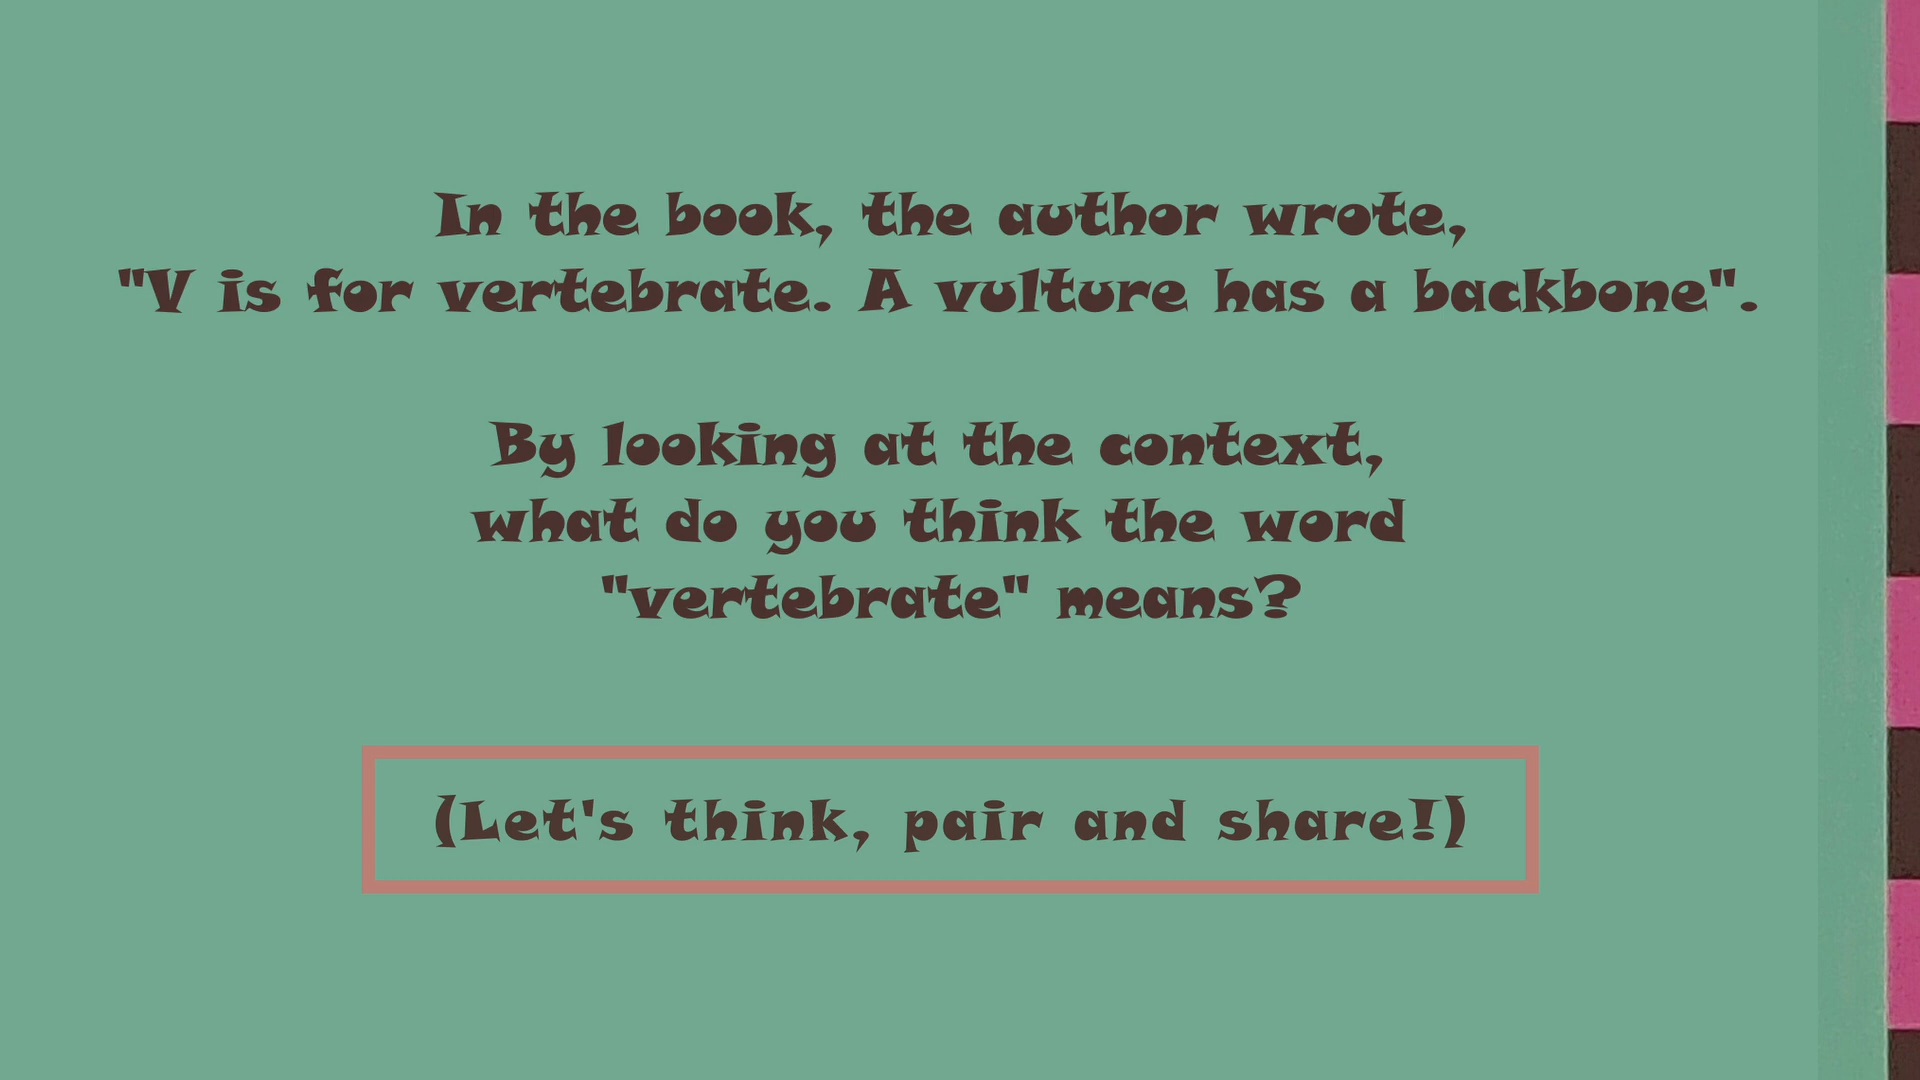 In the book, the author wrote,
"V is for vertebrate. A vulture has a backbone".
By looking at the context,
what do you think the word
"vertebrate" means?
(Let's think, pair and share!)